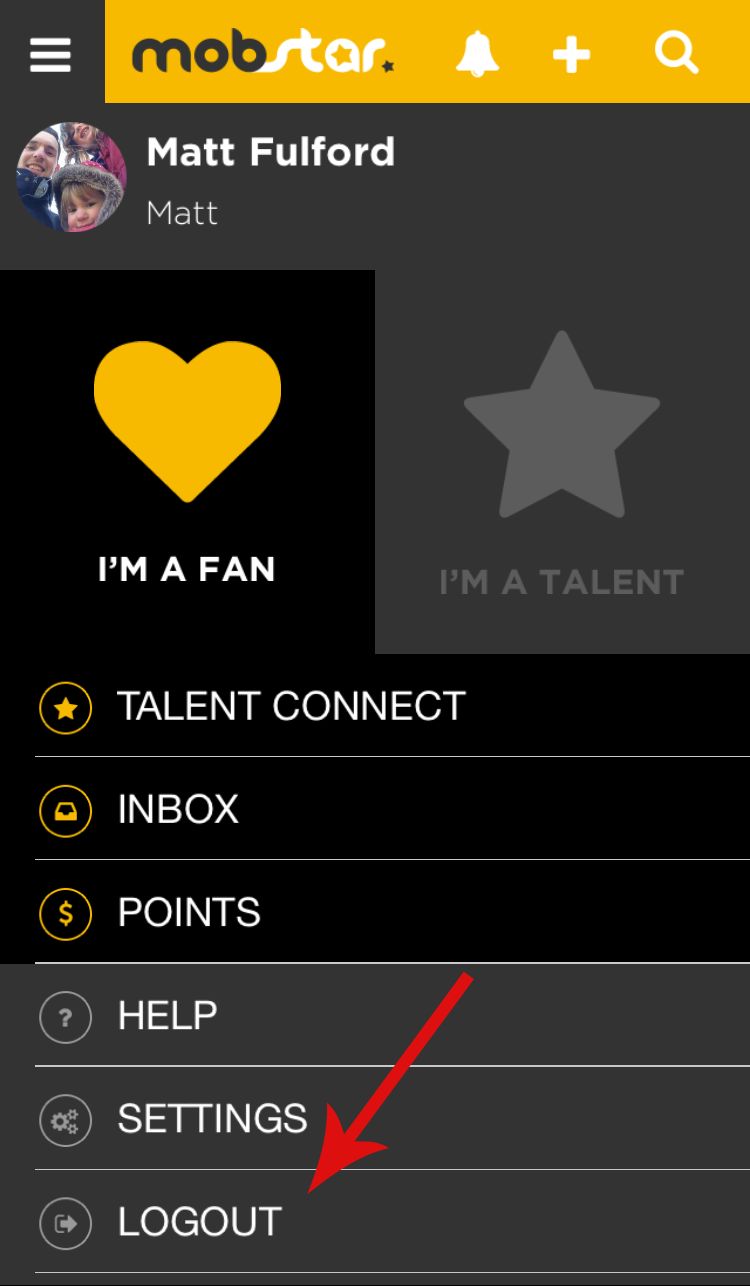 mobstar.
Matt Fulford
Matt
I'M A FAN
I'M A TALENT
TALENT CONNECT
INBOX
$ POINTS
? HELP
SETTINGS
LOGOUT